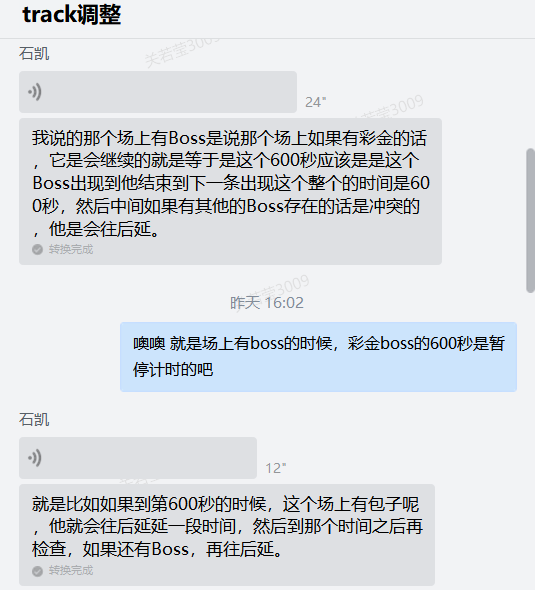 track调整
石凯
24"
我说的那个场上有Boss是说那个场上如果有彩金的话
，它是会继续的就是等于是这个600秒应该是是这个
Boss出现到他结束到下一条出现这个整个的时间是60
0秒，然后中间如果有其他的Boss存在的话是冲突的
，他是会往后延。
转换完成
昨天 16:02
噢噢 就是场上有boss的时候，彩金boss的600秒是暂
停计时的吧
石凯
12"
就是比如如果到第600秒的时候，这个场上有包子呢
，他就会往后延延一段时间，然后到那个时间之后再
检查，如果还有Boss，再往后延。
转换完成
关若莹3009